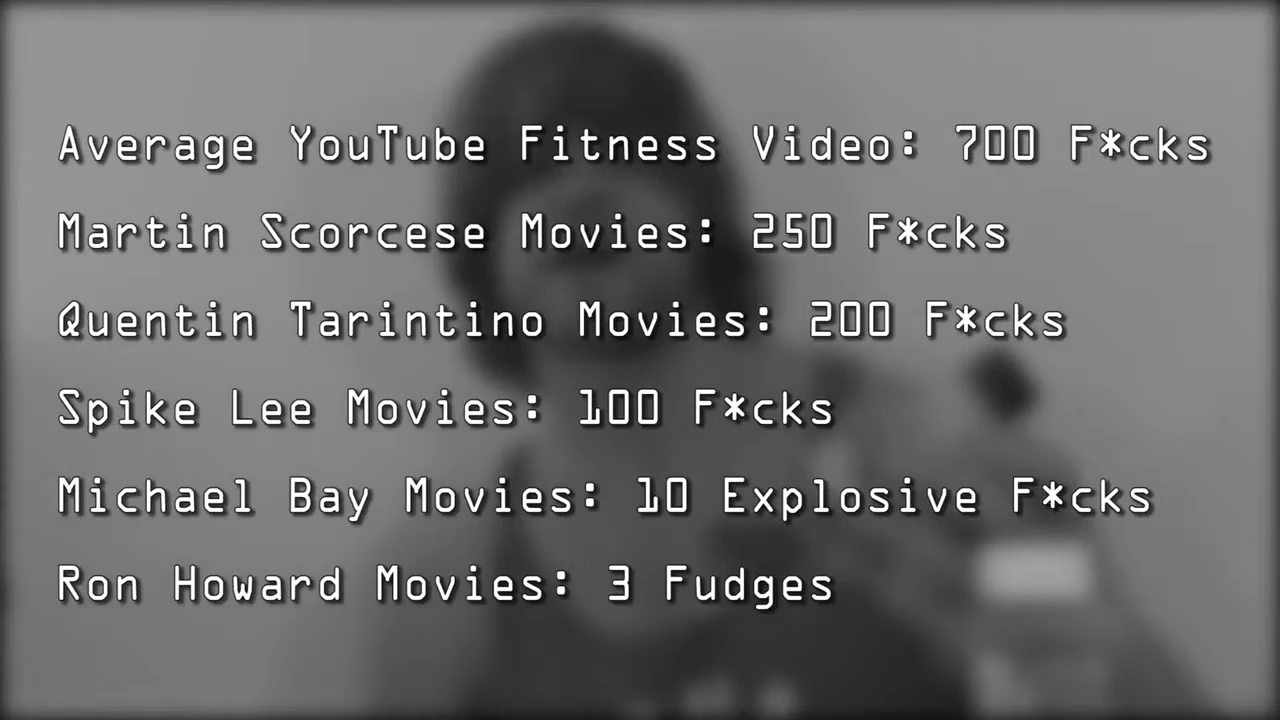 Average YouTube Fitness Video: 700 F*cks
Martin Scorcese Movies: 250 F*cks
Quentin Tarintino Movies: 200 F*cks
Spike Lee Movies: 100 F*cks
Michael Bay Movies: 10 Explosive F*cks
Ron Howard Movies: 3 Fudges